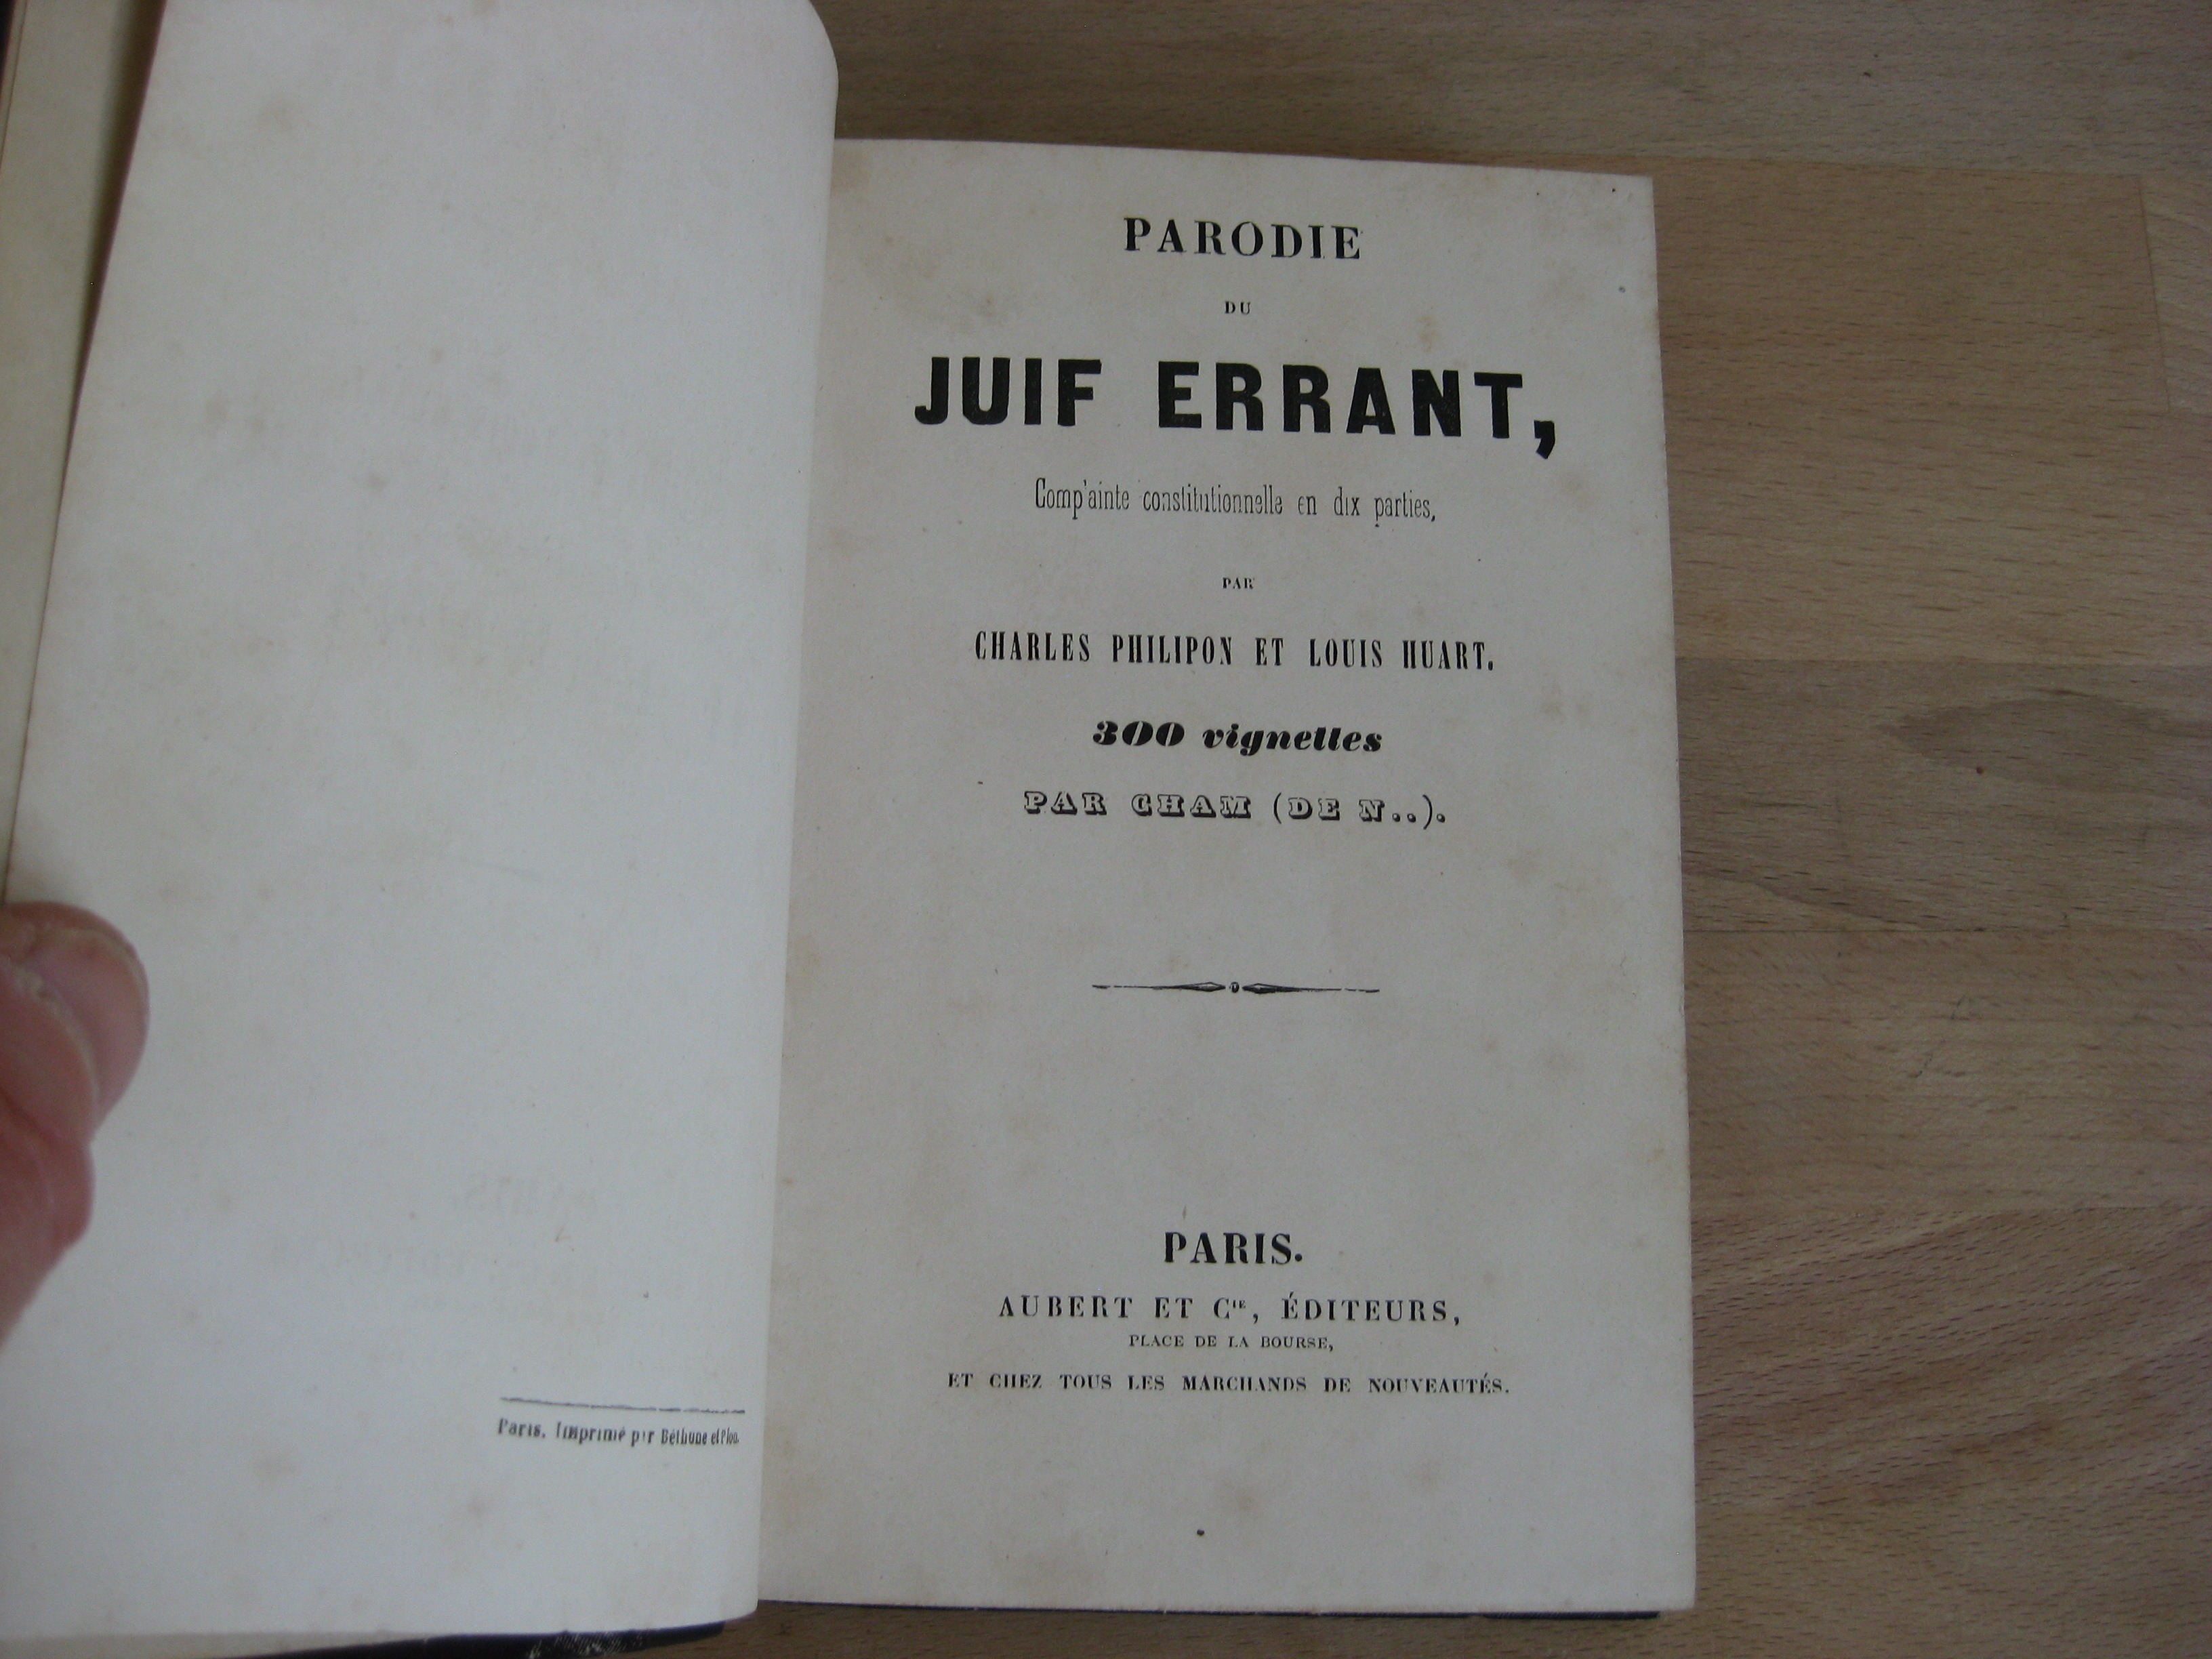 Paris. Imprimé par Béthune et Plon.
PARODIE
DU
JUIF ERRANT,
Comp'ainte constitutionnelle en dix parties,
PAR
CHARLES PHILIPON ET LOUIS HUART.
300 vignettes
PAR CHAM (DE N..).
PARIS.
AUBERT ET Cie, ÉDITEURS,
PLACE DE LA BOURSE,
ET CHEZ TOUS LES MARCHANDS DE NOUVEAUTÉS.